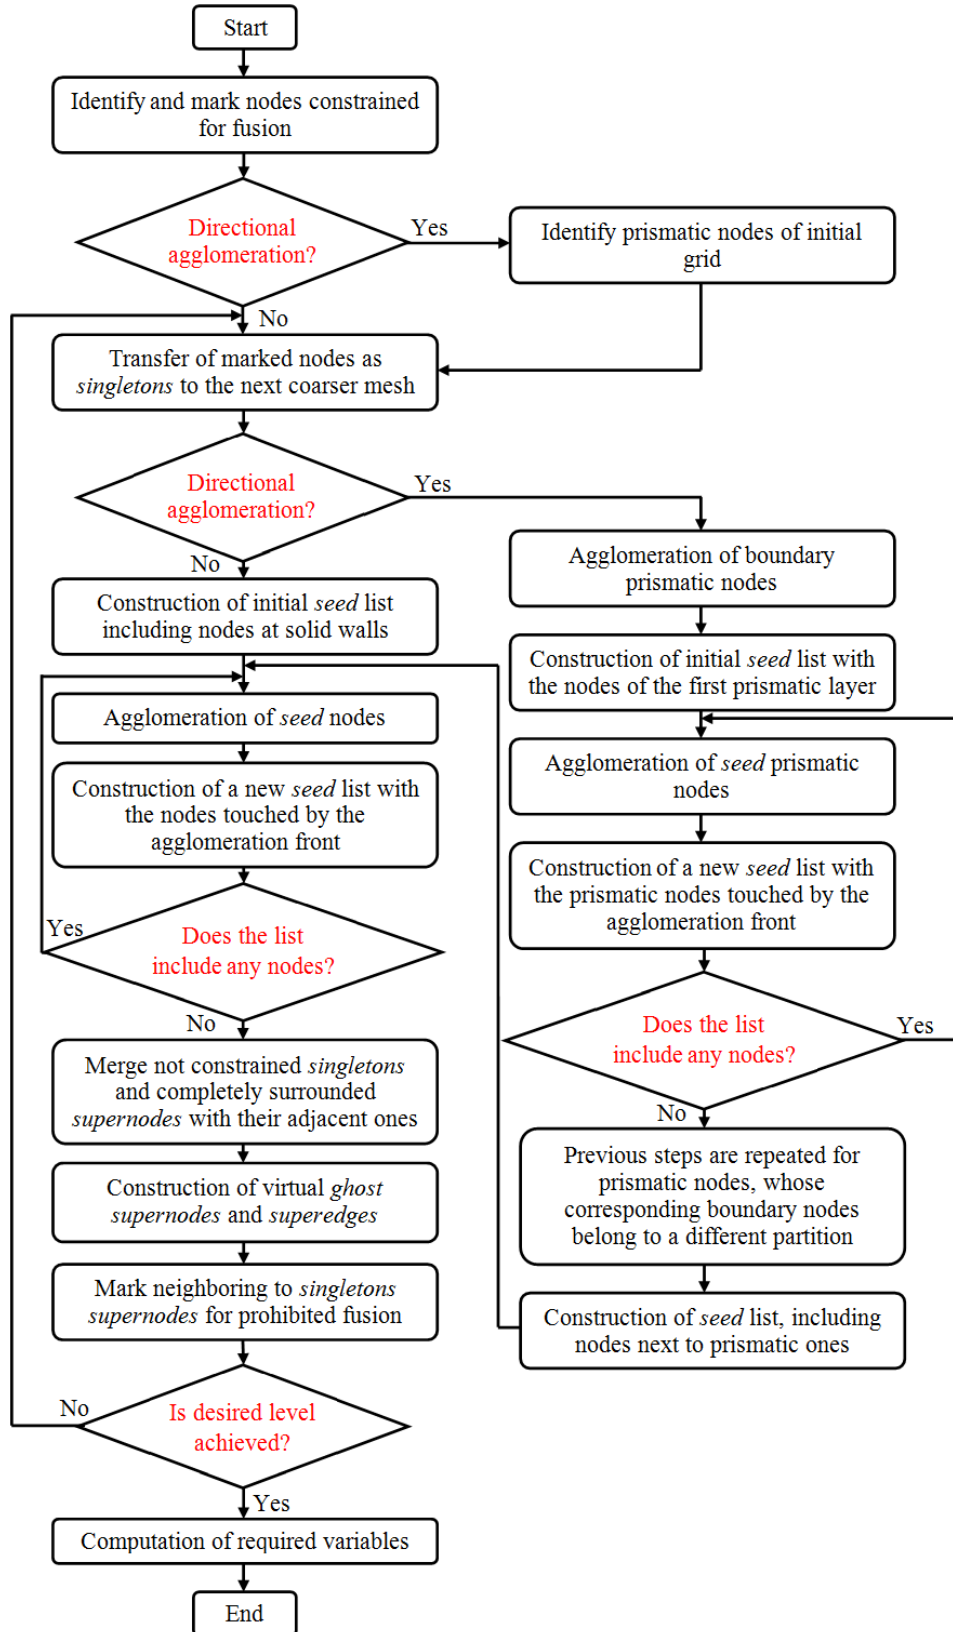 Start
Identify and mark nodes constrained
for fusion
Directional
agglomeration?
Yes
Identify prismatic nodes of initial
grid
No
Transfer of marked nodes as
singletons to the next coarser mesh
Directional
agglomeration?
Yes
No
Agglomeration of boundary
prismatic nodes
Construction of initial seed list
including nodes at solid walls
Construction of initial seed list with
the nodes of the first prismatic layer
Agglomeration of seed nodes
Agglomeration of seed prismatic
nodes
Construction of a new seed list with
the nodes touched by the
agglomeration front
Construction of a new seed list with
the prismatic nodes touched by the
agglomeration front
Yes
Does the list
include any nodes?
No
Does the list
include any nodes?
Yes
No
Merge not constrained singletons
and completely surrounded
supernodes with their adjacent ones
Previous steps are repeated for
prismatic nodes, whose
corresponding boundary nodes
belong to a different partition
Construction of virtual ghost
supernodes and superedges
Mark neighboring to singletons
supernodes for prohibited fusion
Construction of seed list, including
nodes next to prismatic ones
No
Is desired level
achieved?
Yes
Computation of required variables
End